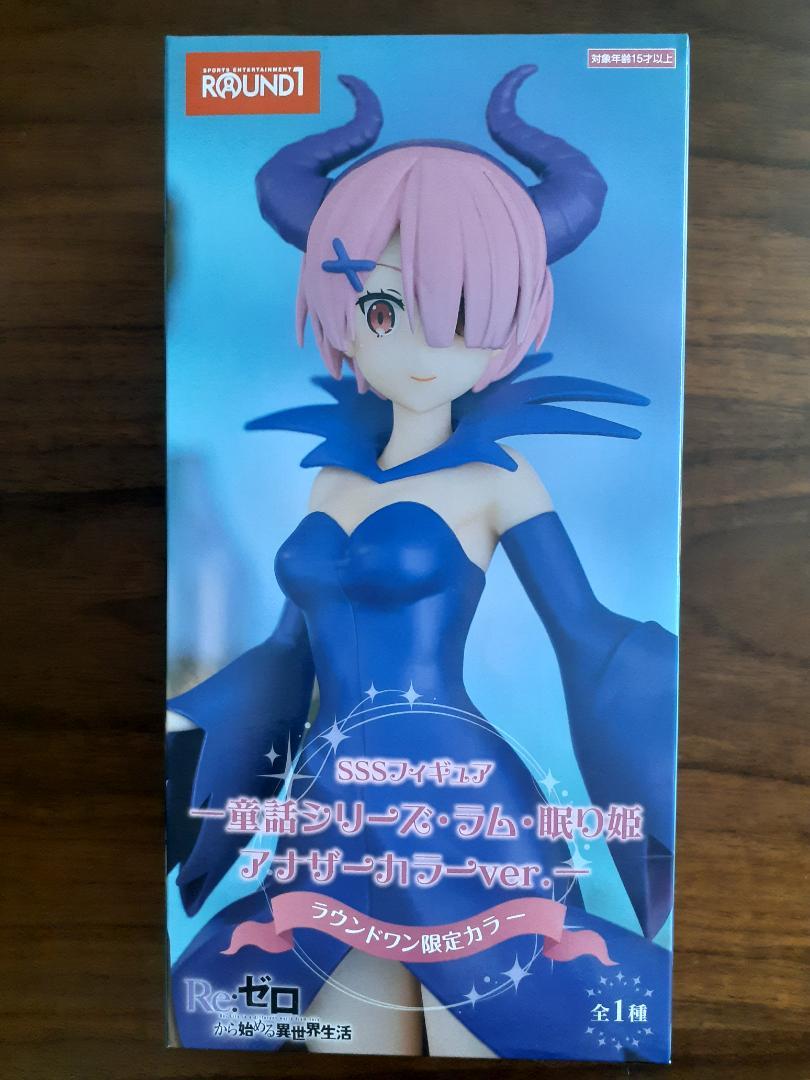 SPORTS ENTERTAINMENT
ROUND1
対象年齢15才以上
SSSフィギュア
ー童話シリーズ・ラム・眠り姫
アナザーカラーver.ー
ラウンドワン限定カラー
Re:ゼロ
から始める異世界生活
全1種